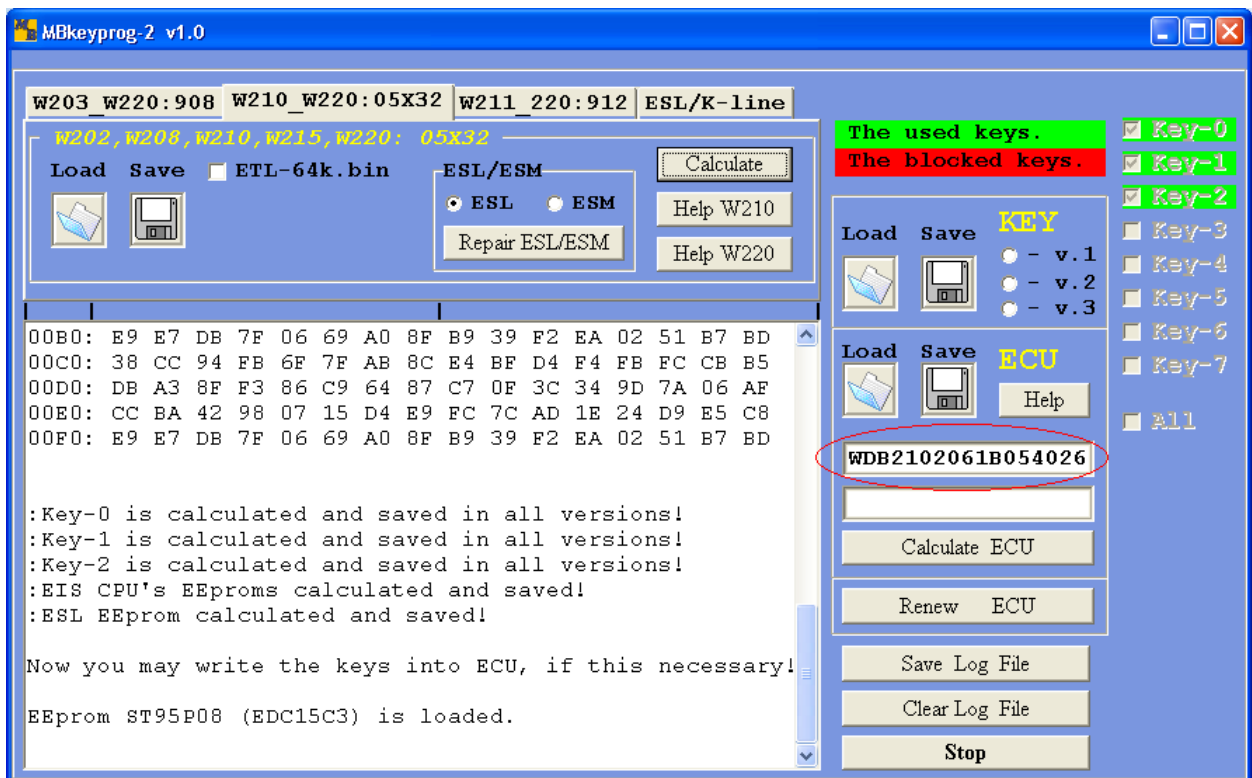 MBkeyprog-2 v1.0
W203_W220:908 W210_W220:05X32 W211_220:912 ESL/K-line
W202,W208,W210,W215,W220: 05X32
Load Save ETL-64k.bin
ESL/ESM
ESL ESM
Repair ESL/ESM
Calculate
Help W210
Help W220
00B0: E9 E7 DB 7F 06 69 A0 8F B9 39 F2 EA 02 51 B7 BD
00C0: 38 CC 94 FB 6F 7F AB 8C E4 BF D4 F4 FB FC CB B5
00D0: DB A3 8F F3 86 C9 64 87 C7 0F 3C 34 9D 7A 06 AF
00E0: CC BA 42 98 07 15 D4 E9 FC 7C AD 1E 24 D9 E5 C8
00F0: E9 E7 DB 7F 06 69 A0 8F B9 39 F2 EA 02 51 B7 BD
:Key-0 is calculated and saved in all versions!
:Key-1 is calculated and saved in all versions!
:Key-2 is calculated and saved in all versions!
:EIS CPU's EEproms calculated and saved!
:ESL EEprom calculated and saved!
Now you may write the keys into ECU, if this necessary!
EEprom ST95P08 (EDC15C3) is loaded.
The used keys.
The blocked keys.
Load Save KEY
- v.1
- v.2
- v.3
Load Save ECU
Help
WDB2102061B054026
Calculate ECU
Renew ECU
Save Log File
Clear Log File
Stop
Key-0
Key-1
Key-2
Key-3
Key-4
Key-5
Key-6
Key-7
All